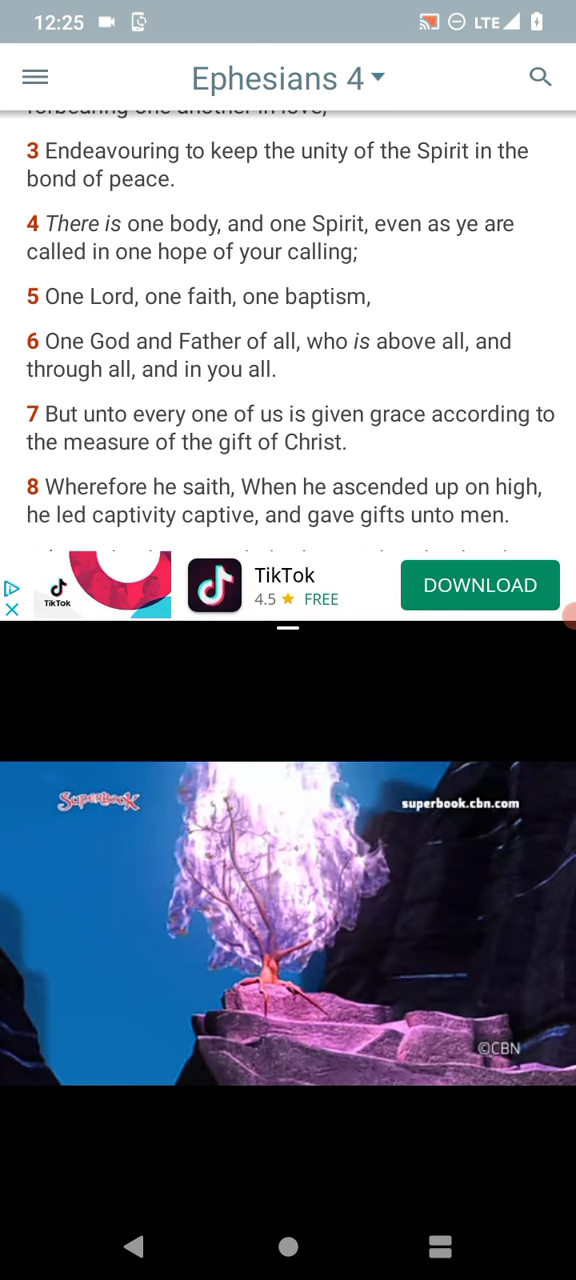 12:25 LTE
Ephesians 4
forbearing one another in love,
3 Endeavouring to keep the unity of the Spirit in the
bond of peace.
4 There is one body, and one Spirit, even as ye are
called in one hope of your calling;
5 One Lord, one faith, one baptism,
6 One God and Father of all, who is above all, and
through all, and in you all.
7 But unto every one of us is given grace according to
the measure of the gift of Christ.
8 Wherefore he saith, When he ascended up on high,
he led captivity captive, and gave gifts unto men.
TikTok
TikTok
4.5 ★ FREE
DOWNLOAD
SUPERBOOK
superbook.cbn.com
©CBN